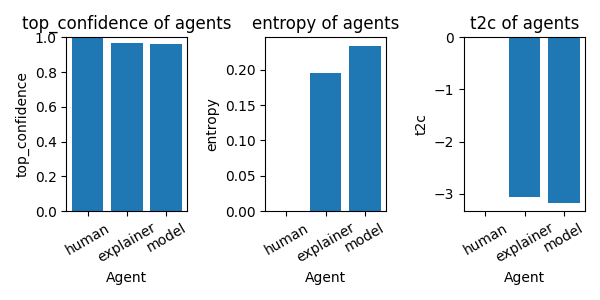 top_confidence of agents
top_confidence
1.0
0.8
0.6
0.4
0.2
0.0
human
explainer
model
Agent
entropy of agents
entropy
0.20
0.15
0.10
0.05
0.00
human
explainer
model
Agent
t2c of agents
t2c
0
−1
−2
−3
human
explainer
model
Agent